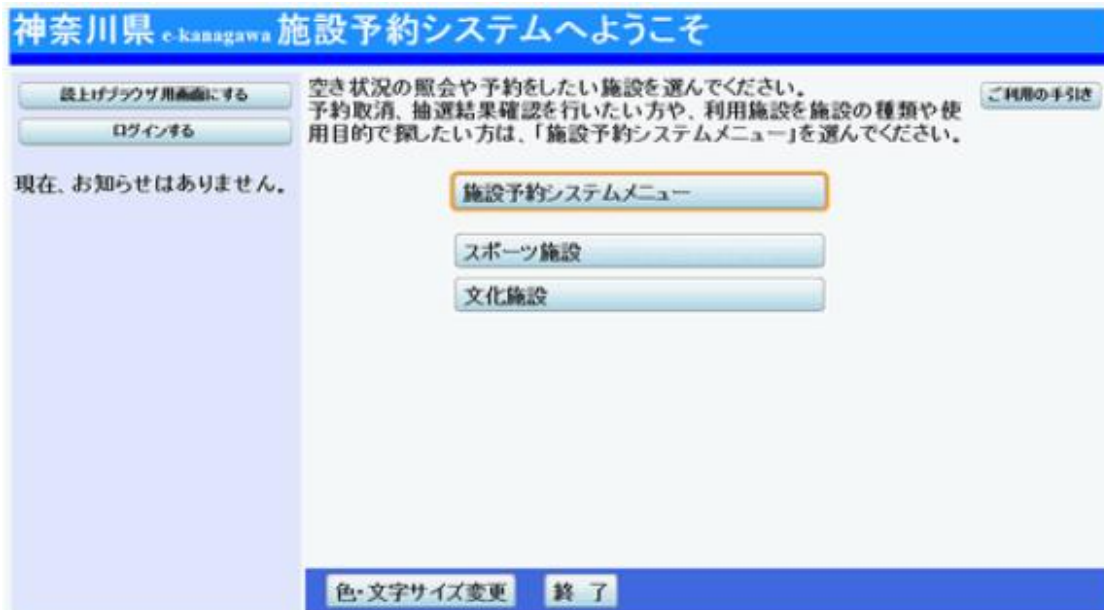 神奈川県 e-kanagawa 施設予約システムへようこそ
読上げブラウザ用画面にする
ログインする
現在、お知らせはありません。
空き状況の照会や予約をしたい施設を選んでください。
予約取消、抽選結果確認を行いたい方や、利用施設を施設の種類や使
用目的で探したい方は、「施設予約システムメニュー」を選んでください。
ご利用の手引き
施設予約システムメニュー
スポーツ施設
文化施設
色・文字サイズ変更
終 了